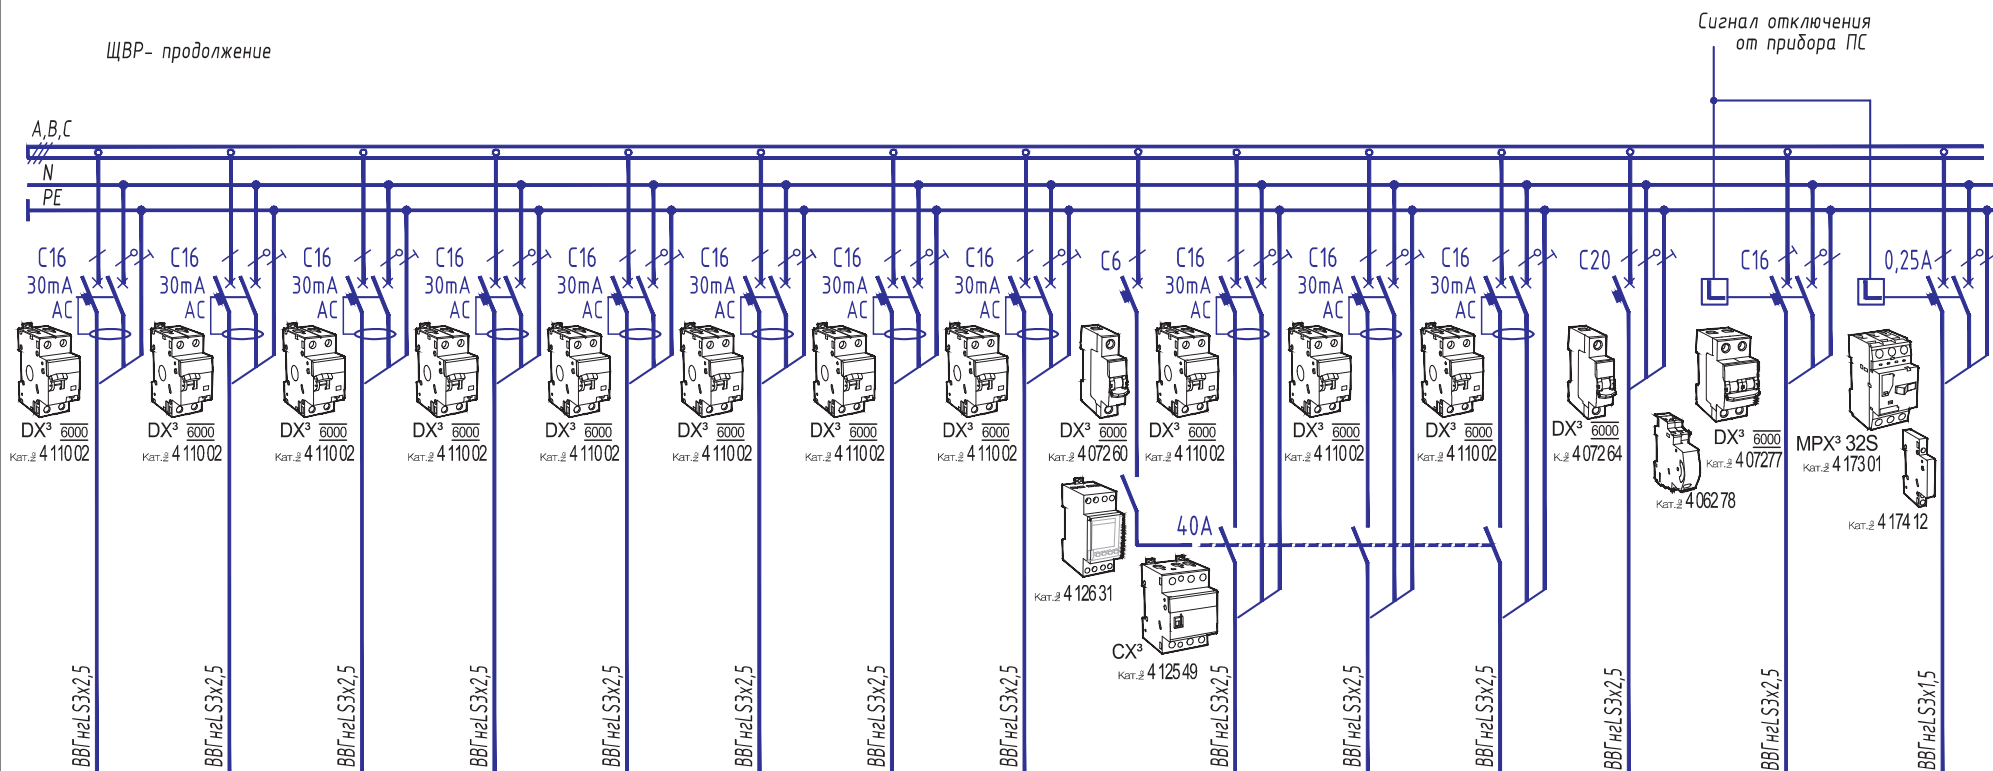 Сигнал отключения
от прибора ПС
ЩВР- продолжение
А,В,С
N
PE
C16
30mA
AC
C16
30mA
AC
C16
30mA
AC
C16
30mA
AC
C16
30mA
AC
C16
30mA
AC
C16
30mA
AC
C16
30mA
AC
C6
C16
30mA
AC
C16
30mA
AC
C16
30mA
AC
C20
C16
0,25A
DX³ 6000
Кат.№ 4 110 02
DX³ 6000
Кат.№ 4 110 02
DX³ 6000
Кат.№ 4 110 02
DX³ 6000
Кат.№ 4 110 02
DX³ 6000
Кат.№ 4 110 02
DX³ 6000
Кат.№ 4 110 02
DX³ 6000
Кат.№ 4 110 02
DX³ 6000
Кат.№ 4 110 02
DX³ 6000
Кат.№ 4 072 60
DX³ 6000
Кат.№ 4 110 02
DX³ 6000
Кат.№ 4 110 02
DX³ 6000
Кат.№ 4 110 02
DX³ 6000
К.№ 4 072 64
DX³ 6000
Кат.№ 4 072 77
MPX³ 32S
Кат.№ 4 173 01
Кат.№ 4 062 78
Кат.№ 4 174 12
40A
Кат.№ 4 126 31
CX³
Кат.№ 4 125 49
ВВГнгLS3х2,5
ВВГнгLS3х2,5
ВВГнгLS3х2,5
ВВГнгLS3х2,5
ВВГнгLS3х2,5
ВВГнгLS3х2,5
ВВГнгLS3х2,5
ВВГнгLS3х2,5
ВВГнгLS3х2,5
ВВГнгLS3х2,5
ВВГнгLS3х2,5
ВВГнгLS3х2,5
ВВГнгLS3х2,5
ВВГнгLS3х1,5